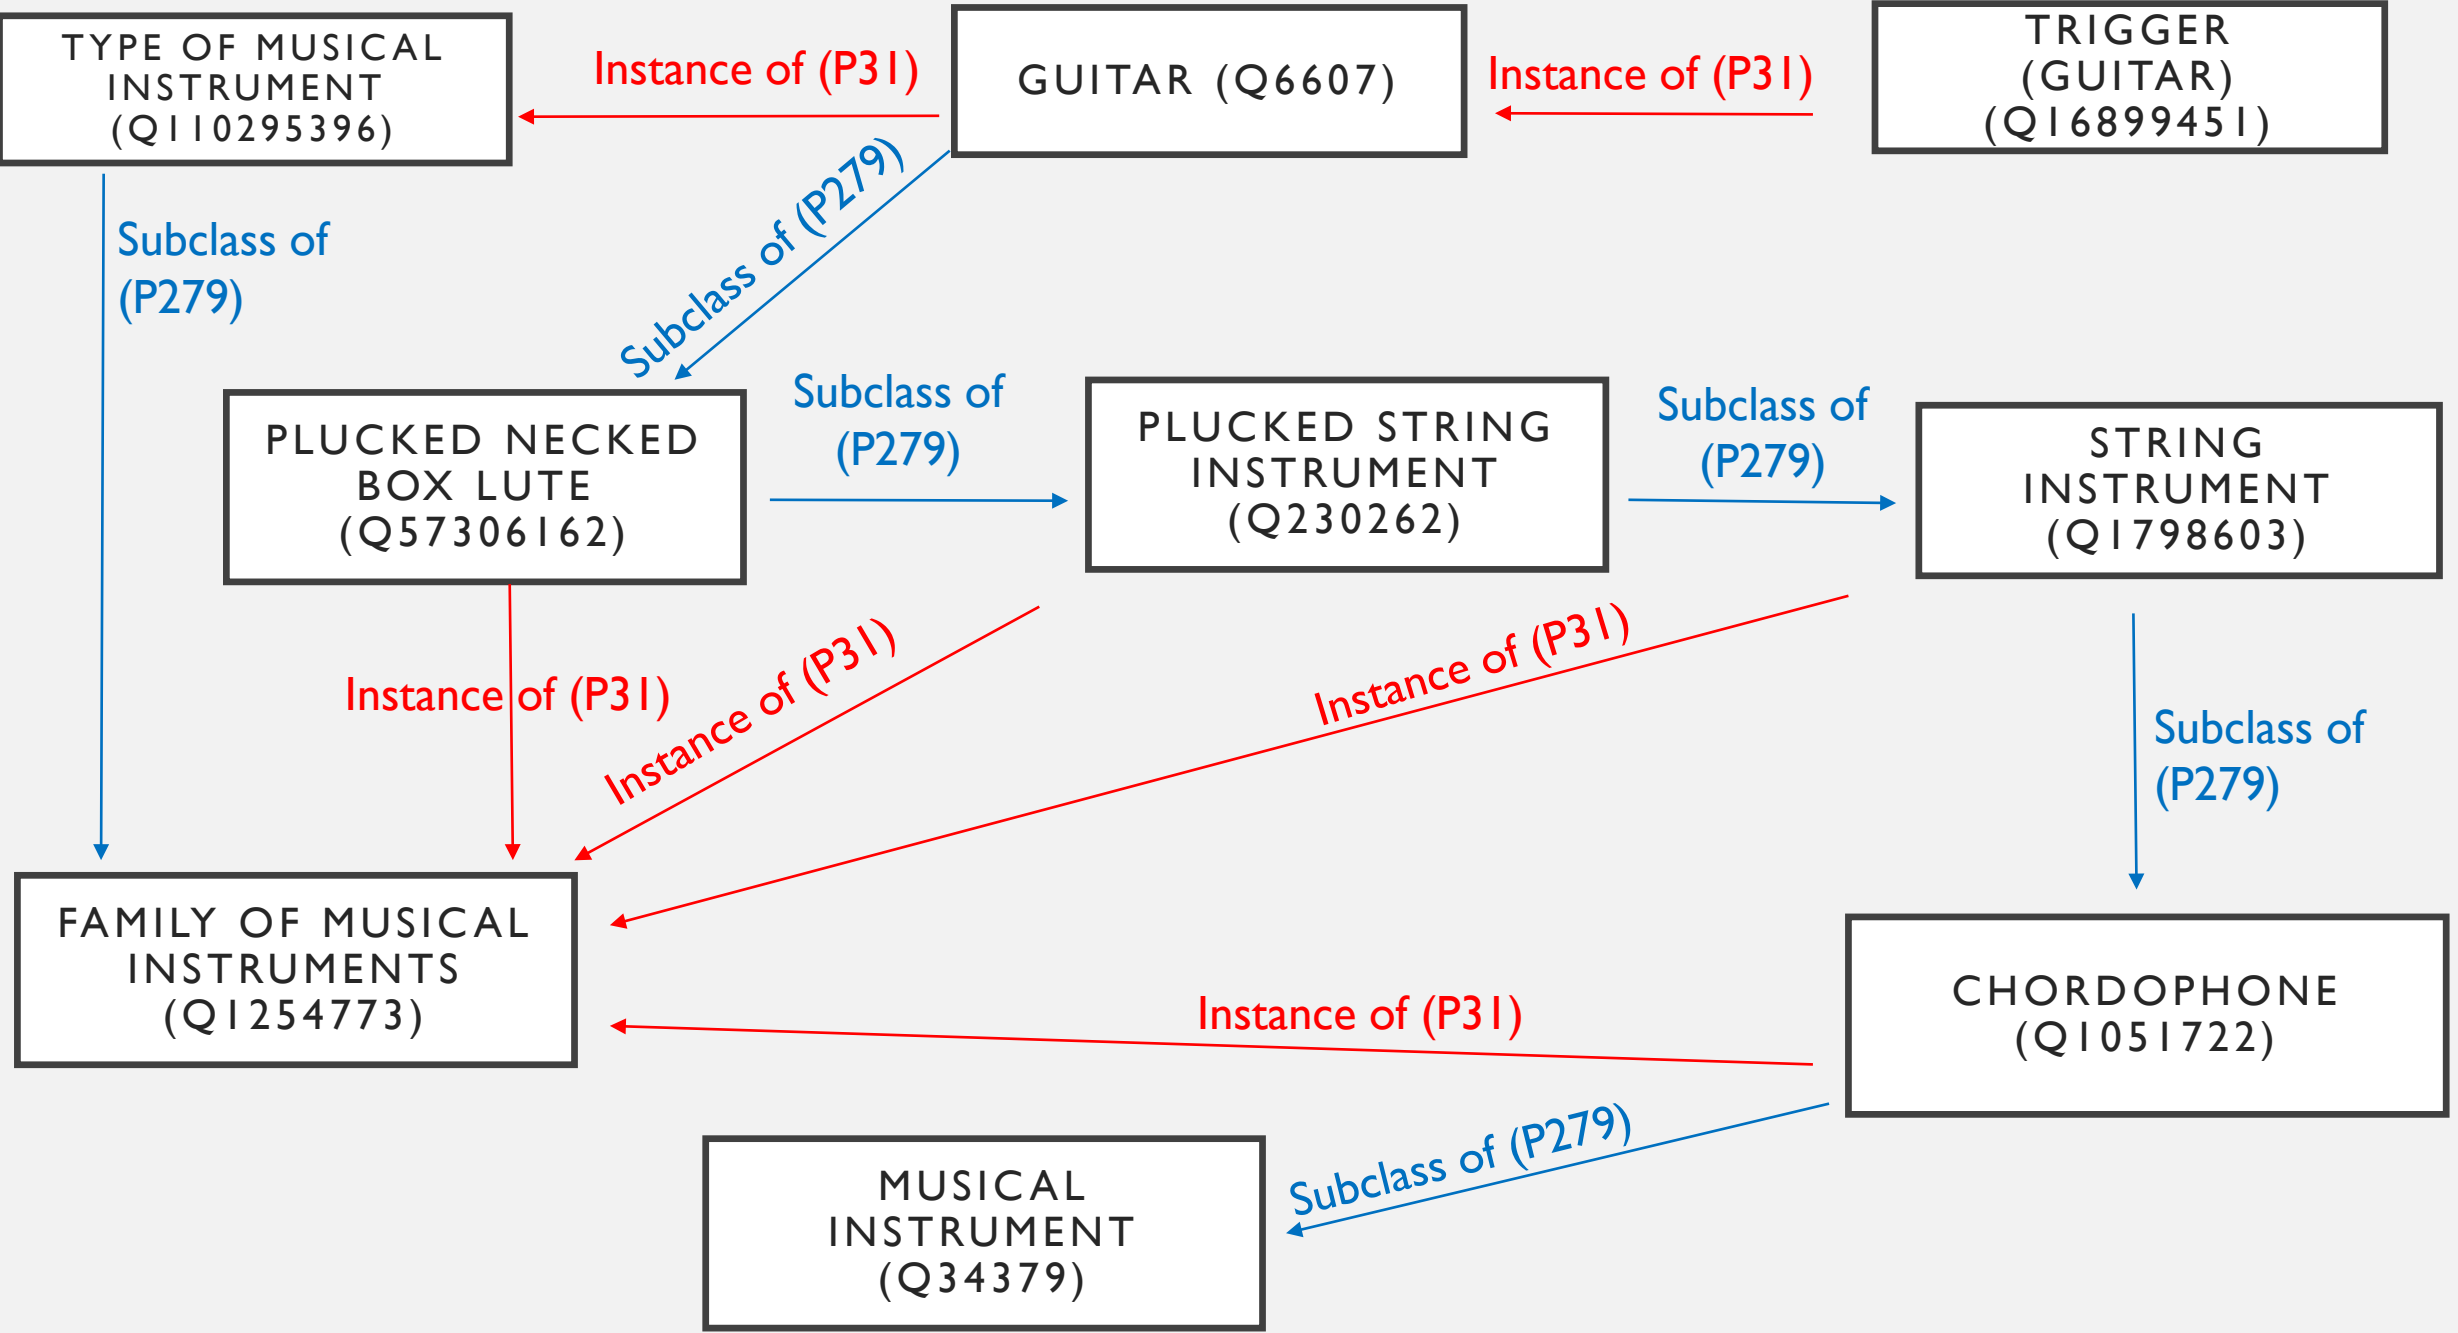 TYPE OF MUSICAL
INSTRUMENT
(Q110295396)
Instance of (P31)
GUITAR (Q6607)
Instance of (P31)
TRIGGER
(GUITAR)
(Q16899451)
Subclass of
(P279)
Subclass of (P279)
PLUCKED NECKED
BOX LUTE
(Q57306162)
Subclass of
(P279)
PLUCKED STRING
INSTRUMENT
(Q230262)
Subclass of
(P279)
STRING
INSTRUMENT
(Q1798603)
Instance of (P31)
Instance of (P31)
Instance of (P31)
Subclass of
(P279)
FAMILY OF MUSICAL
INSTRUMENTS
(Q1254773)
Instance of (P31)
CHORDOPHONE
(Q1051722)
Subclass of (P279)
MUSICAL
INSTRUMENT
(Q34379)